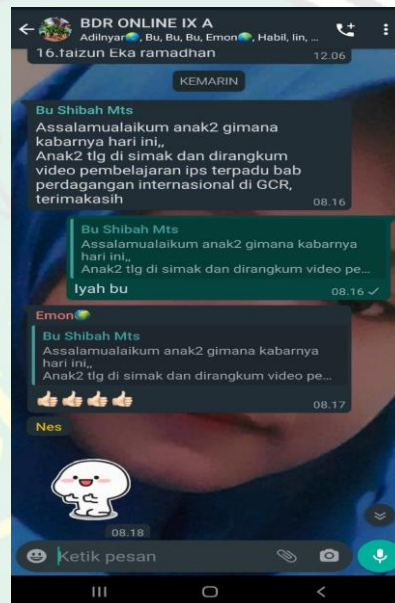 BDR ONLINE IX A
Adilnyar🌏, Bu, Bu, Bu, Emon🌏, Habil, Iin, ...
16.faizun Eka ramadhan
12.06
KEMARIN
Bu Shibah Mts
Assalamualaikum anak2 gimana
kabarnya hari ini,,
Anak2 tlg di simak dan dirangkum
video pembelajaran ips terpadu bab
perdagangan internasional di GCR,
terimakasih
08.16
Bu Shibah Mts
Assalamualaikum anak2 gimana kabarnya
hari ini,,
Anak2 tlg di simak dan dirangkum video pe...
Iyah bu
08.16
Emon🌏
Bu Shibah Mts
Assalamualaikum anak2 gimana kabarnya
hari ini,,
Anak2 tlg di simak dan dirangkum video pe...
👍🏻👍🏻👍🏻👍🏻
08.17
Nes
08.18
Ketik pesan